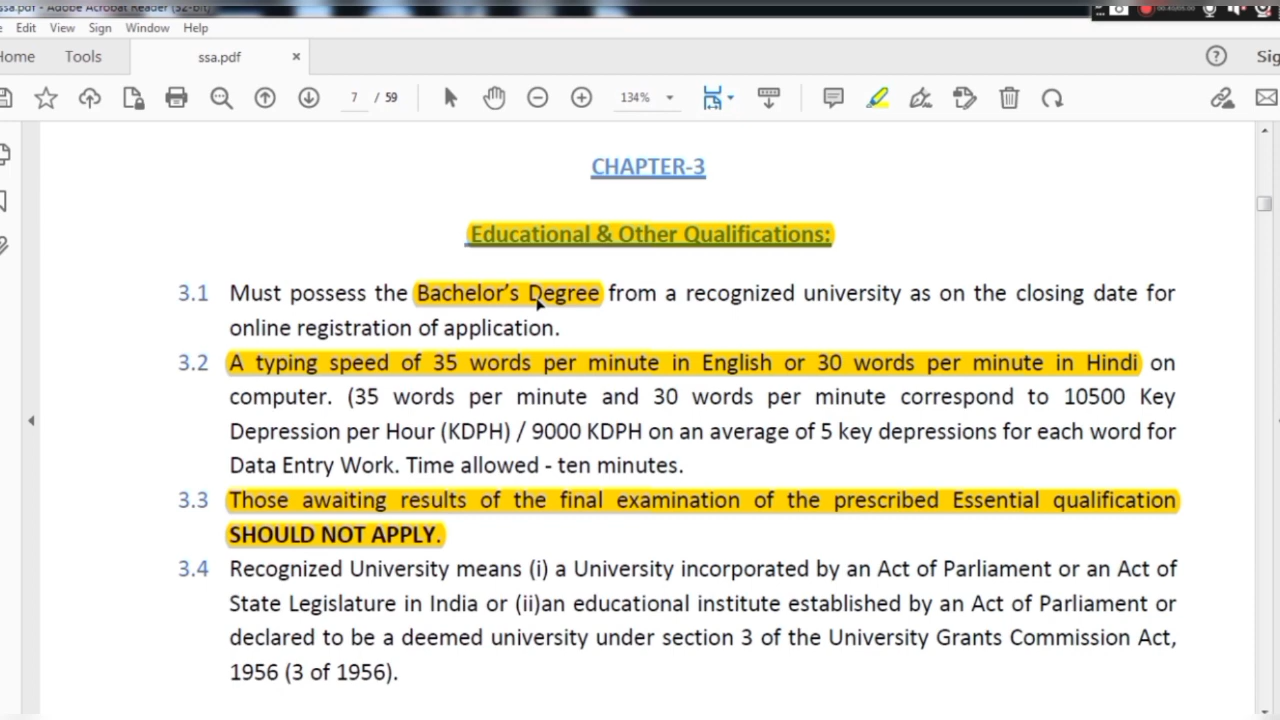 ssa.pdf - Adobe Acrobat Reader (32-bit)
Edit View Sign Window Help
Home Tools ssa.pdf
7 / 59 134%
CHAPTER-3
Educational & Other Qualifications:
3.1 Must possess the Bachelor's Degree from a recognized university as on the closing date for
online registration of application.
3.2 A typing speed of 35 words per minute in English or 30 words per minute in Hindi on
computer. (35 words per minute and 30 words per minute correspond to 10500 Key
Depression per Hour (KDPH) / 9000 KDPH on an average of 5 key depressions for each word for
Data Entry Work. Time allowed - ten minutes.
3.3 Those awaiting results of the final examination of the prescribed Essential qualification
SHOULD NOT APPLY.
3.4 Recognized University means (i) a University incorporated by an Act of Parliament or an Act of
State Legislature in India or (ii)an educational institute established by an Act of Parliament or
declared to be a deemed university under section 3 of the University Grants Commission Act,
1956 (3 of 1956).